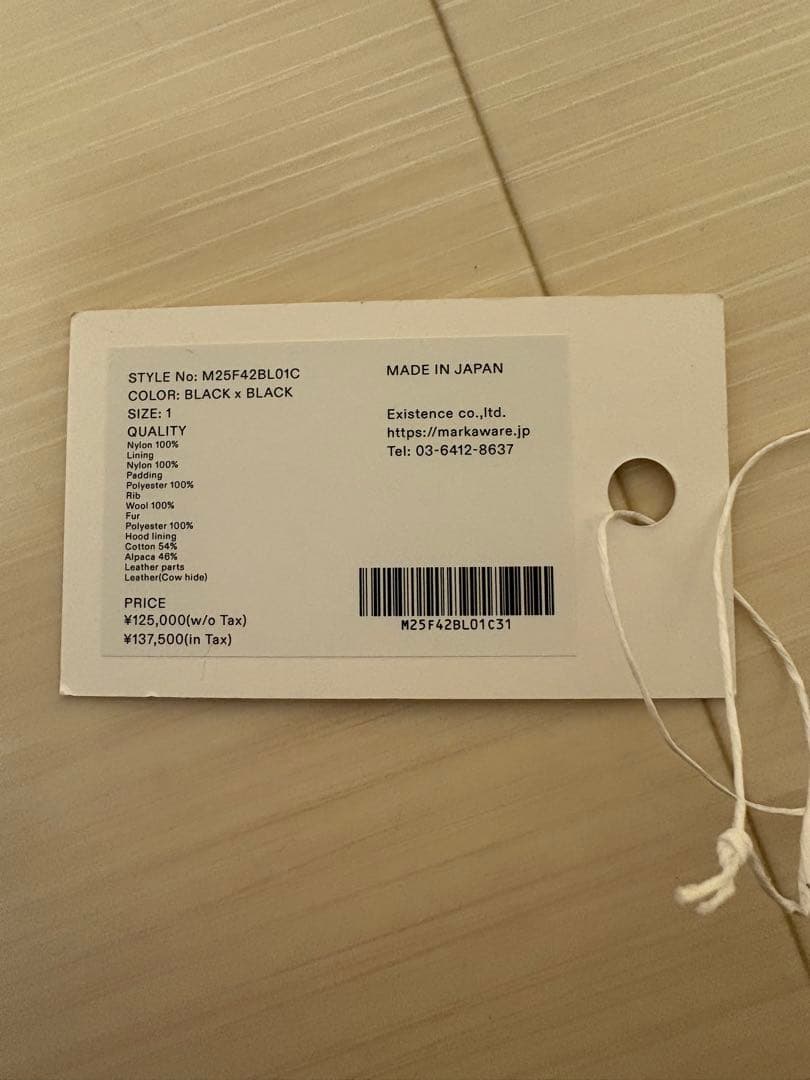 STYLE No: M25F42BL01C
COLOR: BLACK x BLACK
SIZE: 1
QUALITY
Nylon 100%
Lining
Nylon 100%
Padding
Polyester 100%
Rib
Wool 100%
Fur
Polyester 100%
Hood lining
Cotton 54%
Alpaca 46%
Leather parts
Leather(Cow hide)
PRICE
¥125,000(w/o Tax)
¥137,500(in Tax)
MADE IN JAPAN
Existence co.,ltd.
https://markaware.jp
Tel: 03-6412-8637
M25F42BL01C31